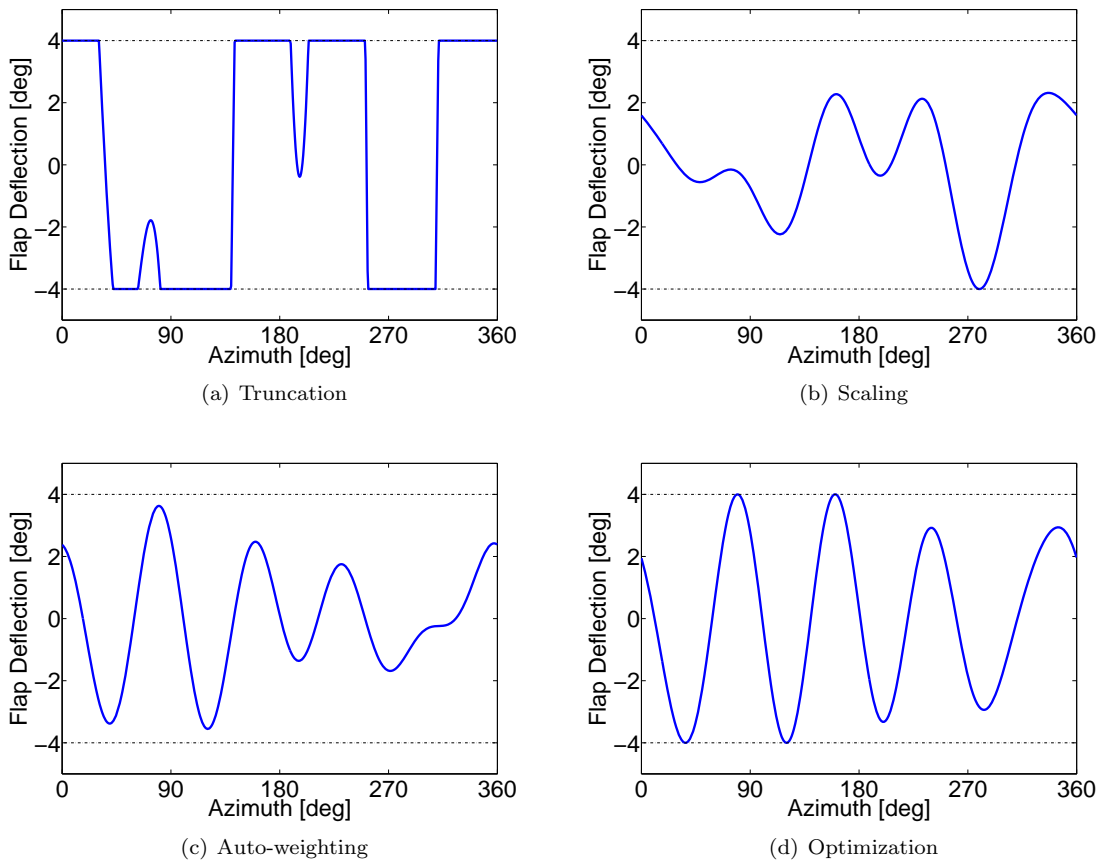 4
2
0
−2
−4
Flap Deflection [deg]
0 90 180 270 360
Azimuth [deg]
(a) Truncation
4
2
0
−2
−4
Flap Deflection [deg]
0 90 180 270 360
Azimuth [deg]
(b) Scaling
4
2
0
−2
−4
Flap Deflection [deg]
0 90 180 270 360
Azimuth [deg]
(c) Auto-weighting
4
2
0
−2
−4
Flap Deflection [deg]
0 90 180 270 360
Azimuth [deg]
(d) Optimization